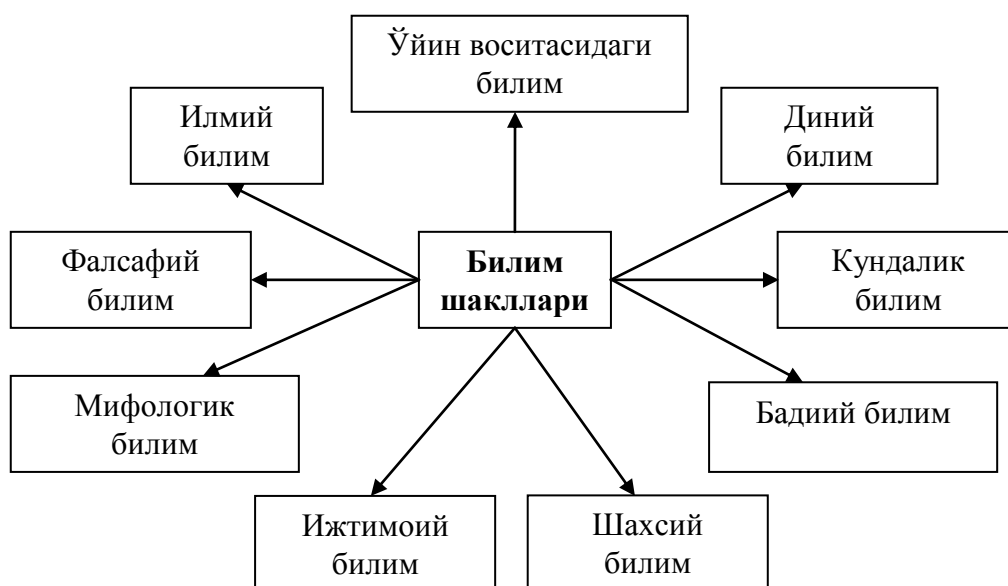 Ўйин воситасидаги
билим
Илмий
билим
Диний
билим
Фалсафий
билим
Билим
шакллари
Кундалик
билим
Мифологик
билим
Бадиий билим
Ижтимоий
билим
Шахсий
билим